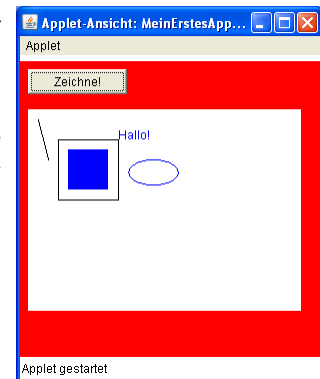 Applet-Ansicht: MeinErstesApp...
Applet
Zeichne!
Hallo!
Applet gestartet